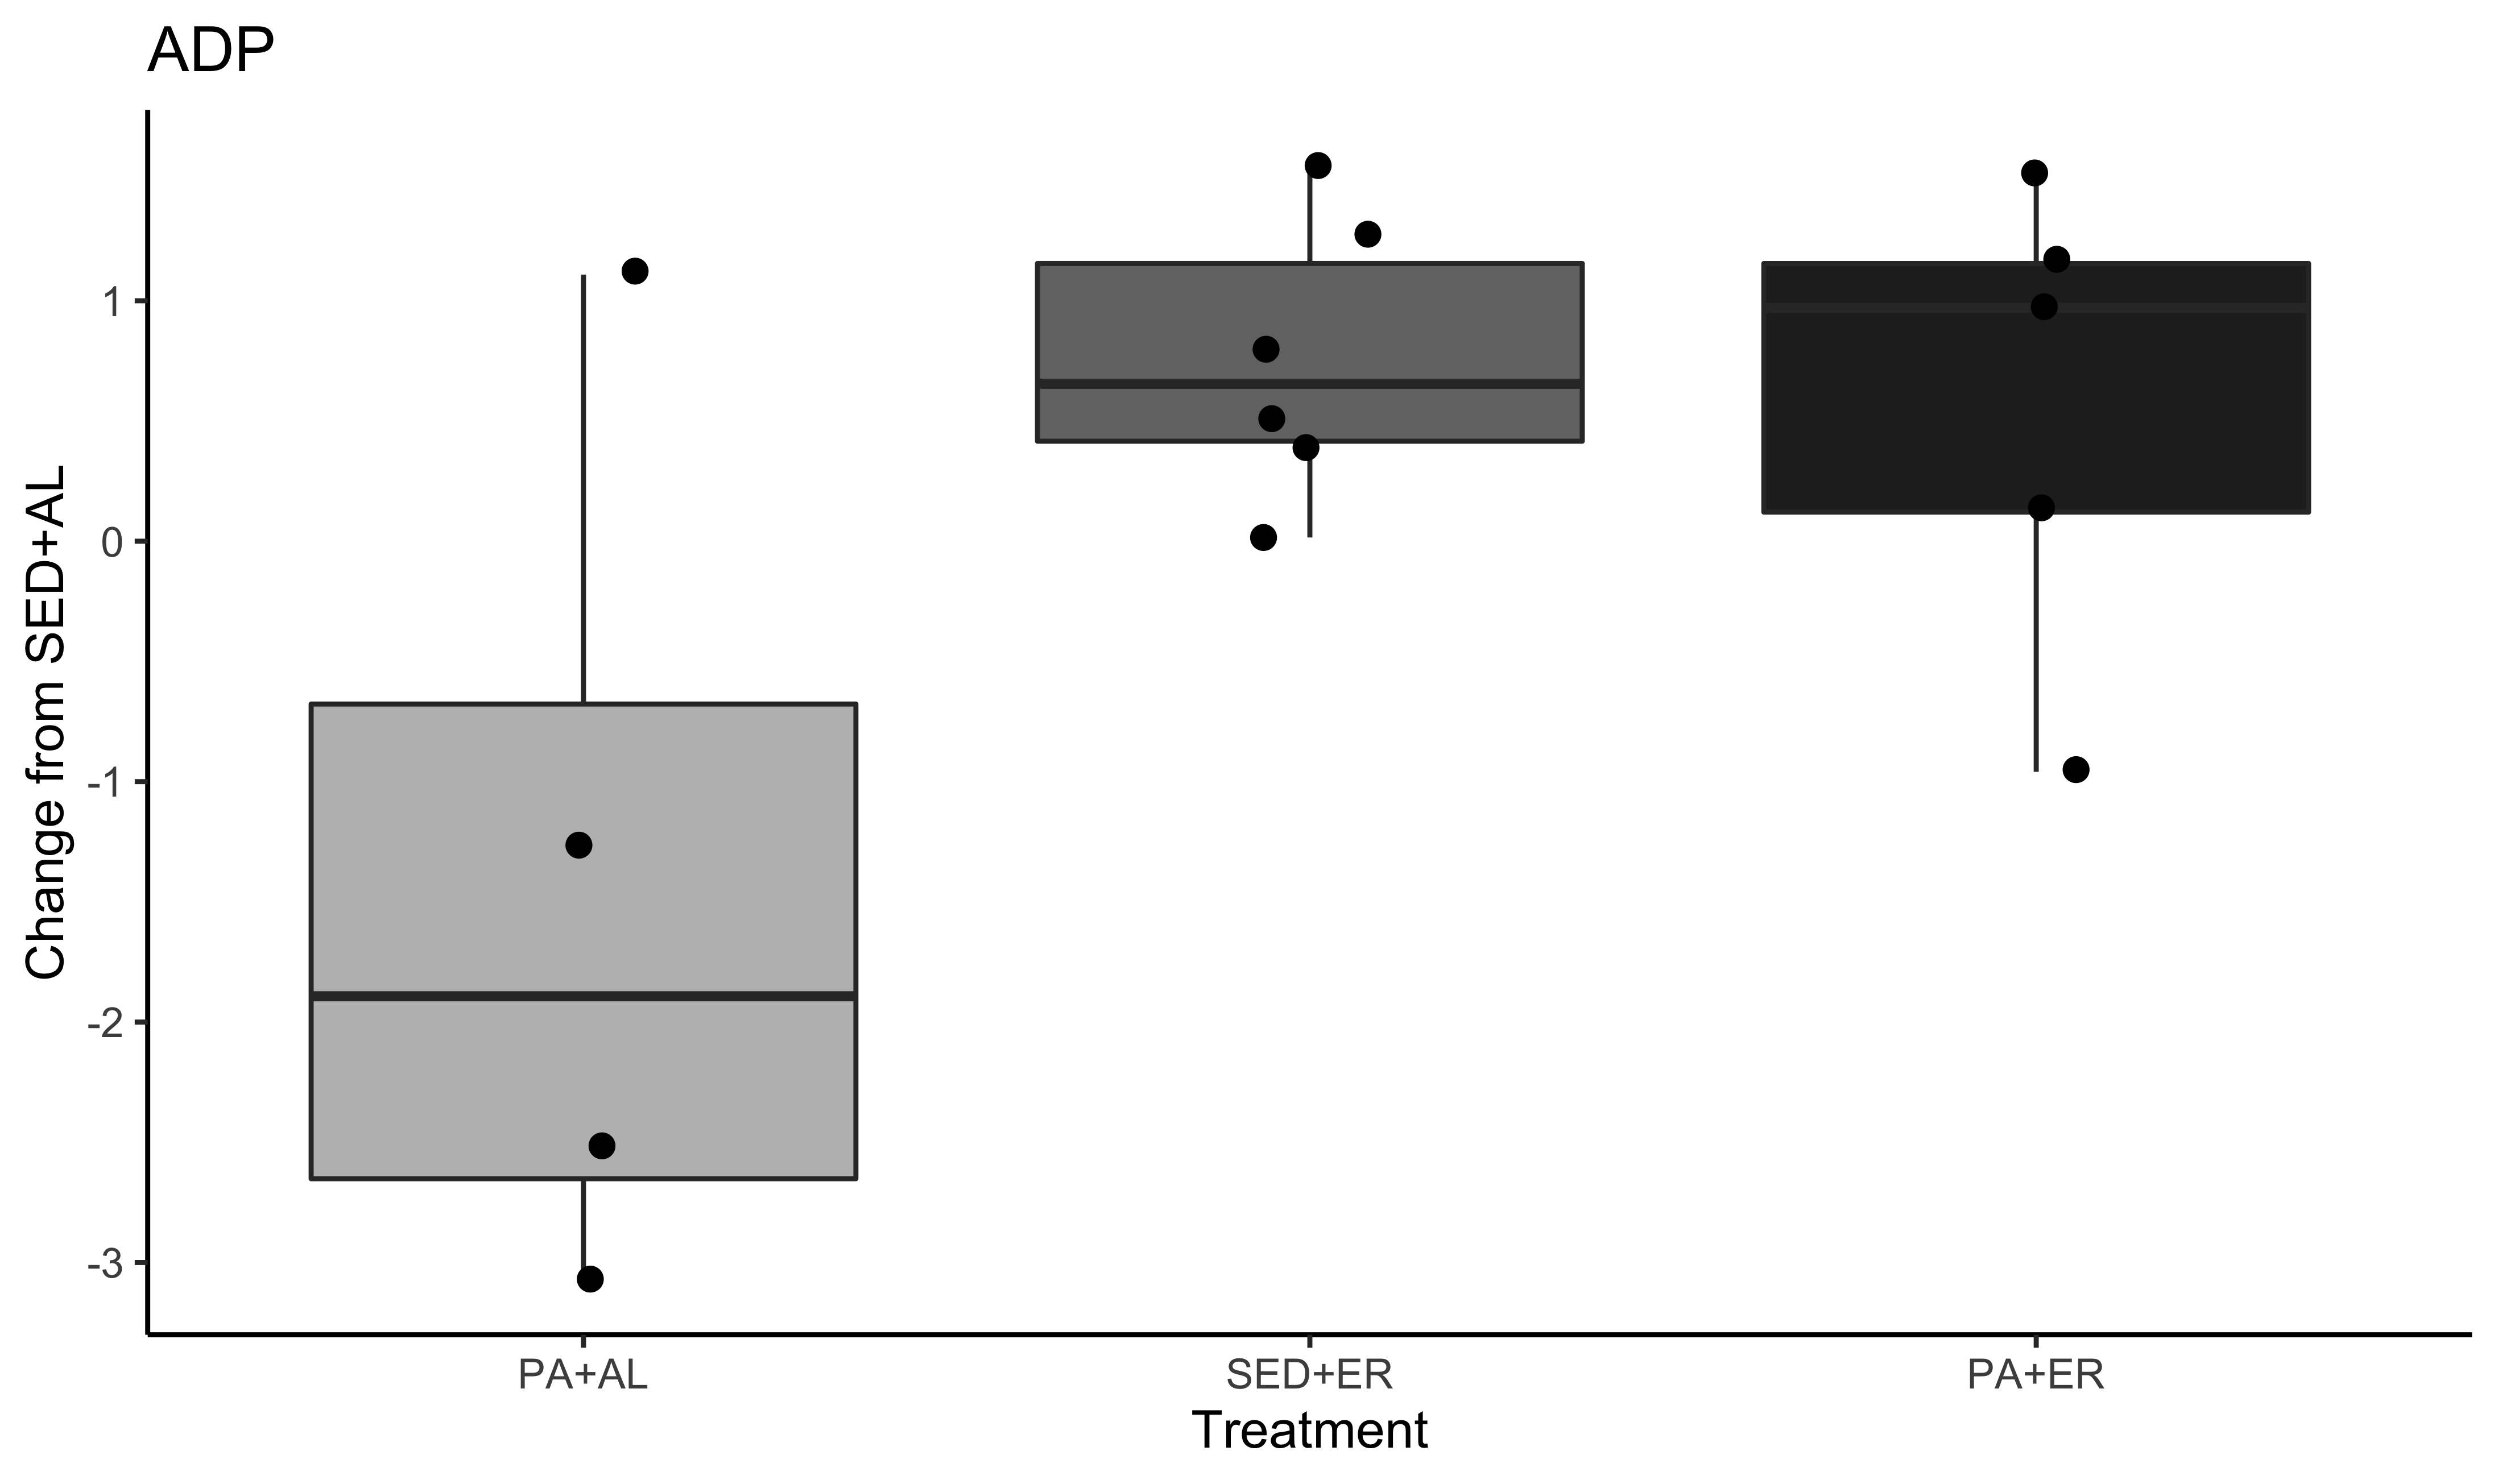 ADP
Change from SED+AL
1
0
-1
-2
-3
PA+AL
SED+ER
PA+ER
Treatment